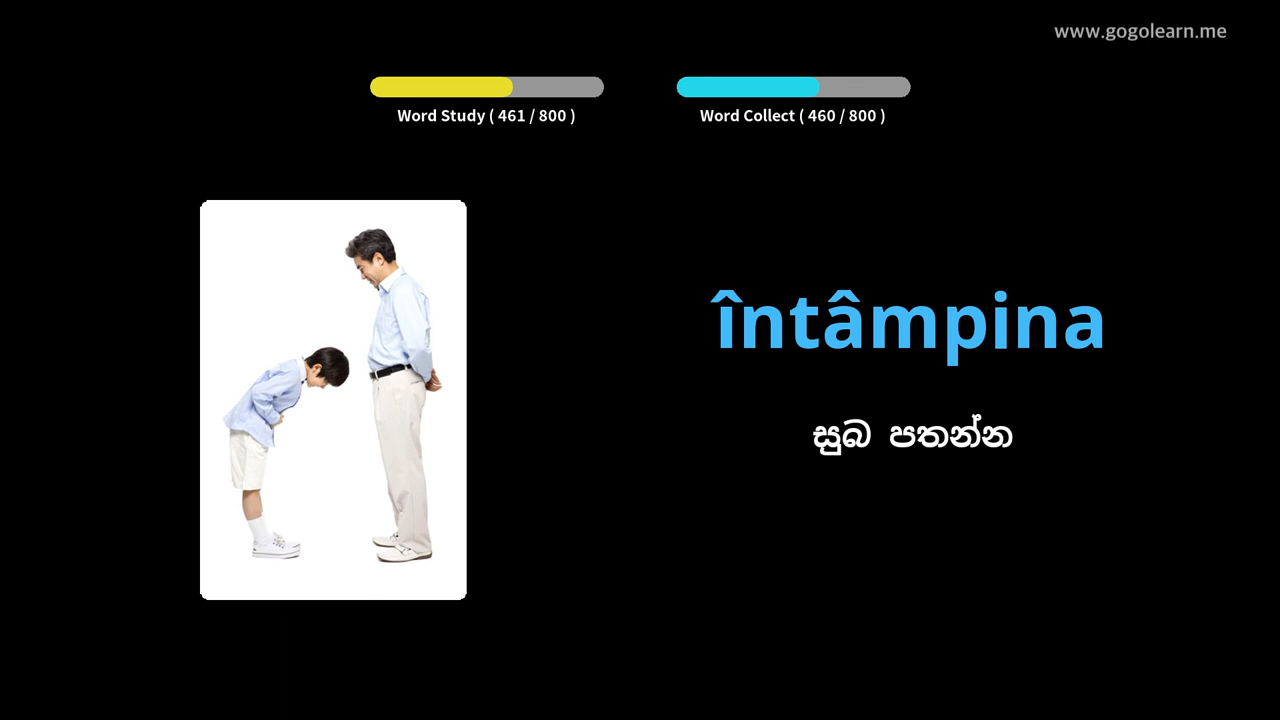 www.gogolearn.me
Word Study ( 461 / 800 )
Word Collect ( 460 / 800 )
întâmpina
සුබ පතන්න